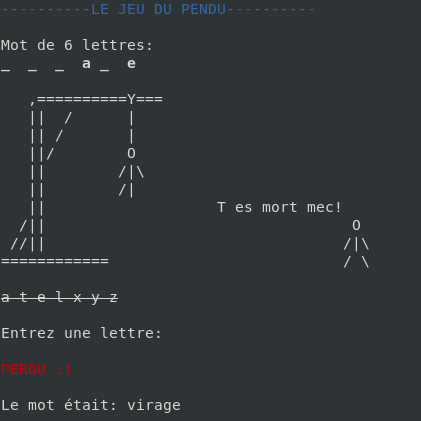 ----------LE JEU DU PENDU----------
Mot de 6 lettres:
_ _ _ a _ e
T es mort mec!
a t e l x y z
Entrez une lettre:
PERDU :(
Le mot était: virage